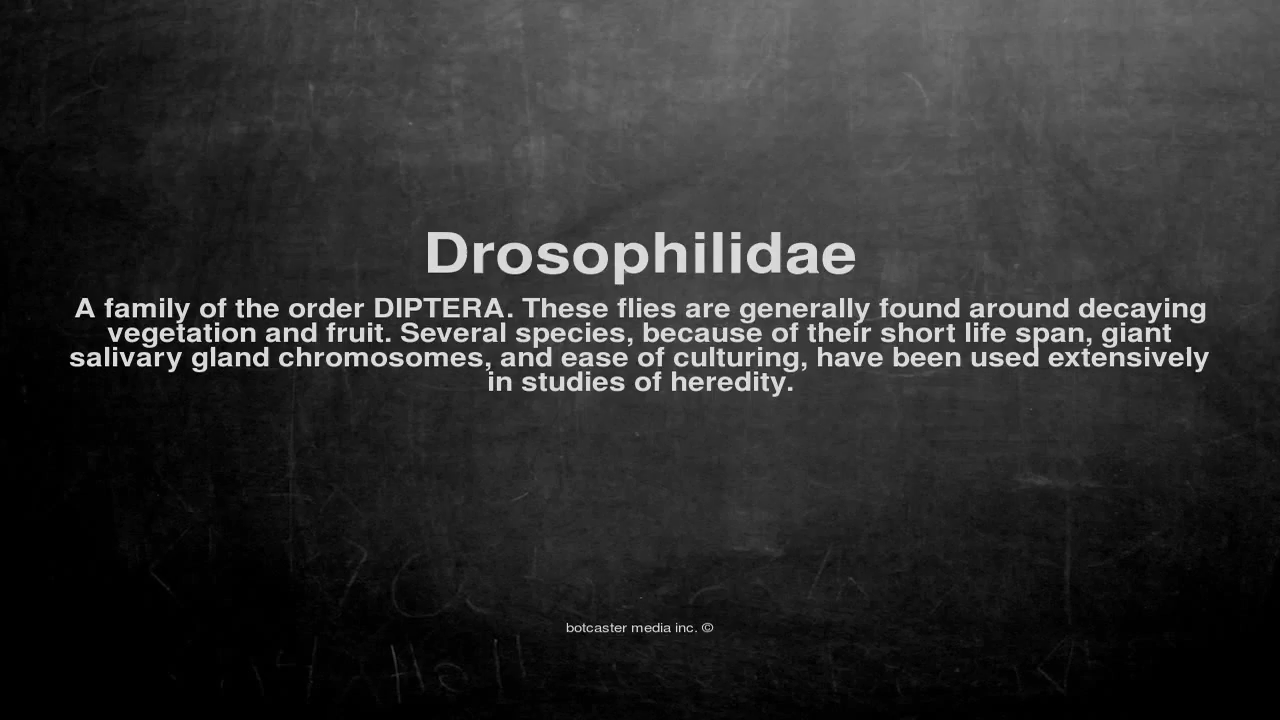 Drosophilidae
A family of the order DIPTERA. These flies are generally found around decaying
vegetation and fruit. Several species, because of their short life span, giant
salivary gland chromosomes, and ease of culturing, have been used extensively
in studies of heredity.
botcaster media inc. ©